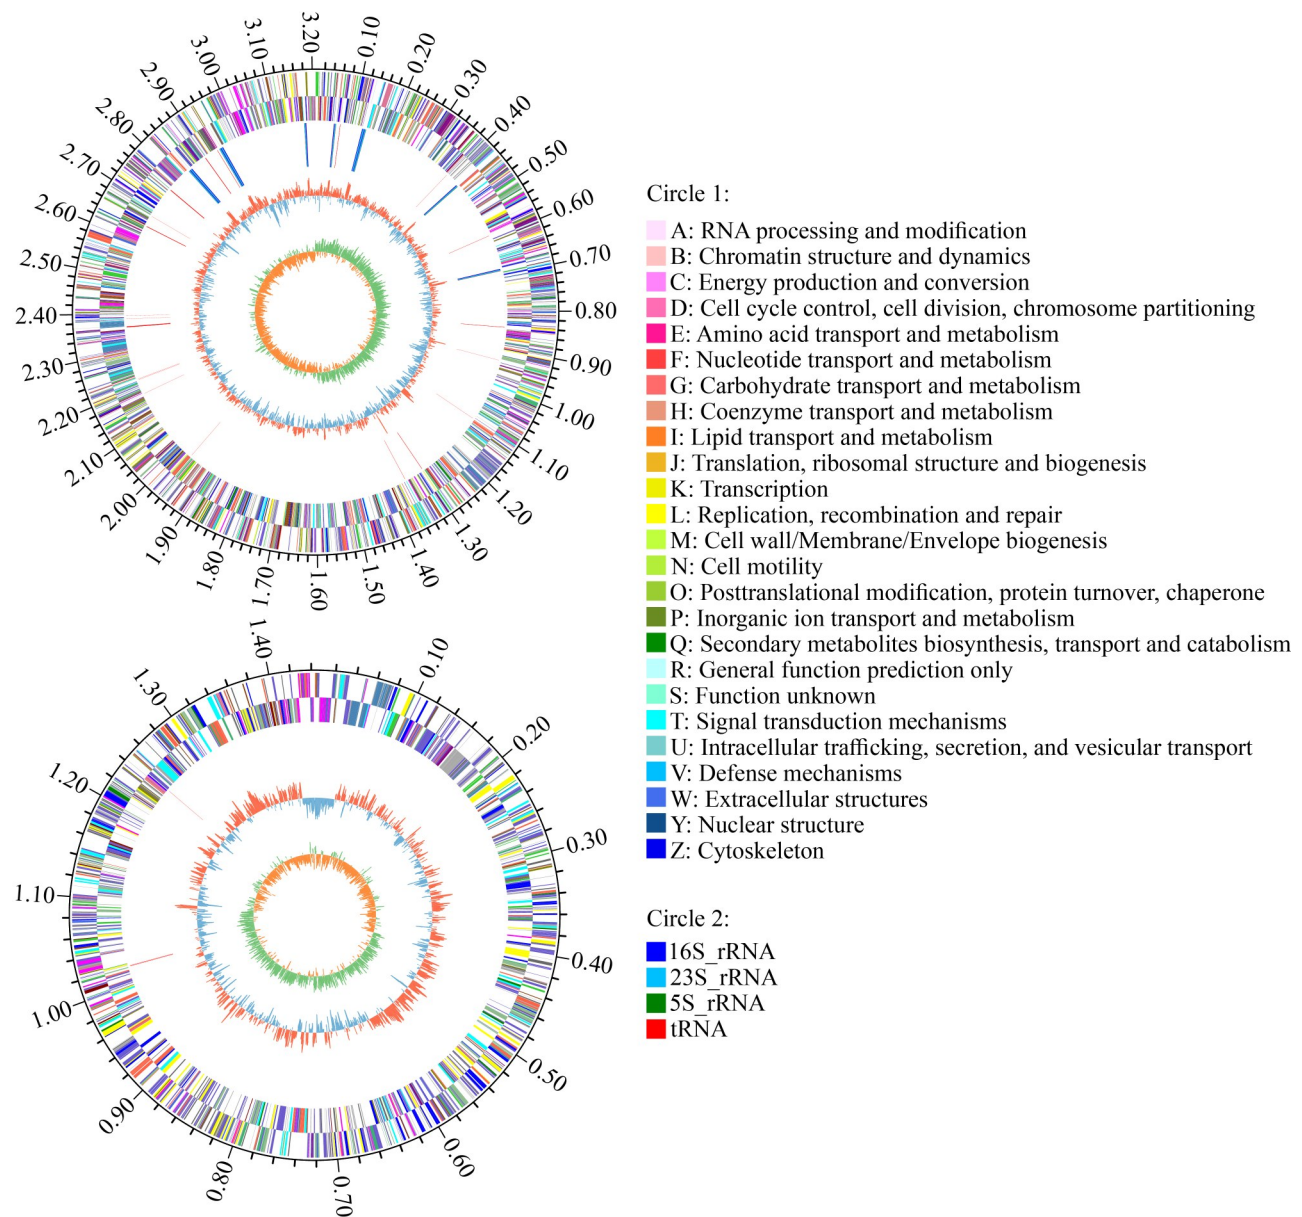 3.20
0.10
0.20
0.30
0.40
0.50
0.60
0.70
0.80
0.90
1.00
1.10
1.20
1.30
1.40
1.50
1.60
1.70
1.80
1.90
2.00
2.10
2.20
2.30
2.40
2.50
2.60
2.70
2.80
2.90
3.00
3.10
0.10
0.20
0.30
0.40
0.50
0.60
0.70
0.80
0.90
1.00
1.10
1.20
1.30
1.40
Circle 1:
A: RNA processing and modification
B: Chromatin structure and dynamics
C: Energy production and conversion
D: Cell cycle control, cell division, chromosome partitioning
E: Amino acid transport and metabolism
F: Nucleotide transport and metabolism
G: Carbohydrate transport and metabolism
H: Coenzyme transport and metabolism
I: Lipid transport and metabolism
J: Translation, ribosomal structure and biogenesis
K: Transcription
L: Replication, recombination and repair
M: Cell wall/Membrane/Envelope biogenesis
N: Cell motility
O: Posttranslational modification, protein turnover, chaperone
P: Inorganic ion transport and metabolism
Q: Secondary metabolites biosynthesis, transport and catabolism
R: General function prediction only
S: Function unknown
T: Signal transduction mechanisms
U: Intracellular trafficking, secretion, and vesicular transport
V: Defense mechanisms
W: Extracellular structures
Y: Nuclear structure
Z: Cytoskeleton
Circle 2:
16S_rRNA
23S_rRNA
5S_rRNA
tRNA